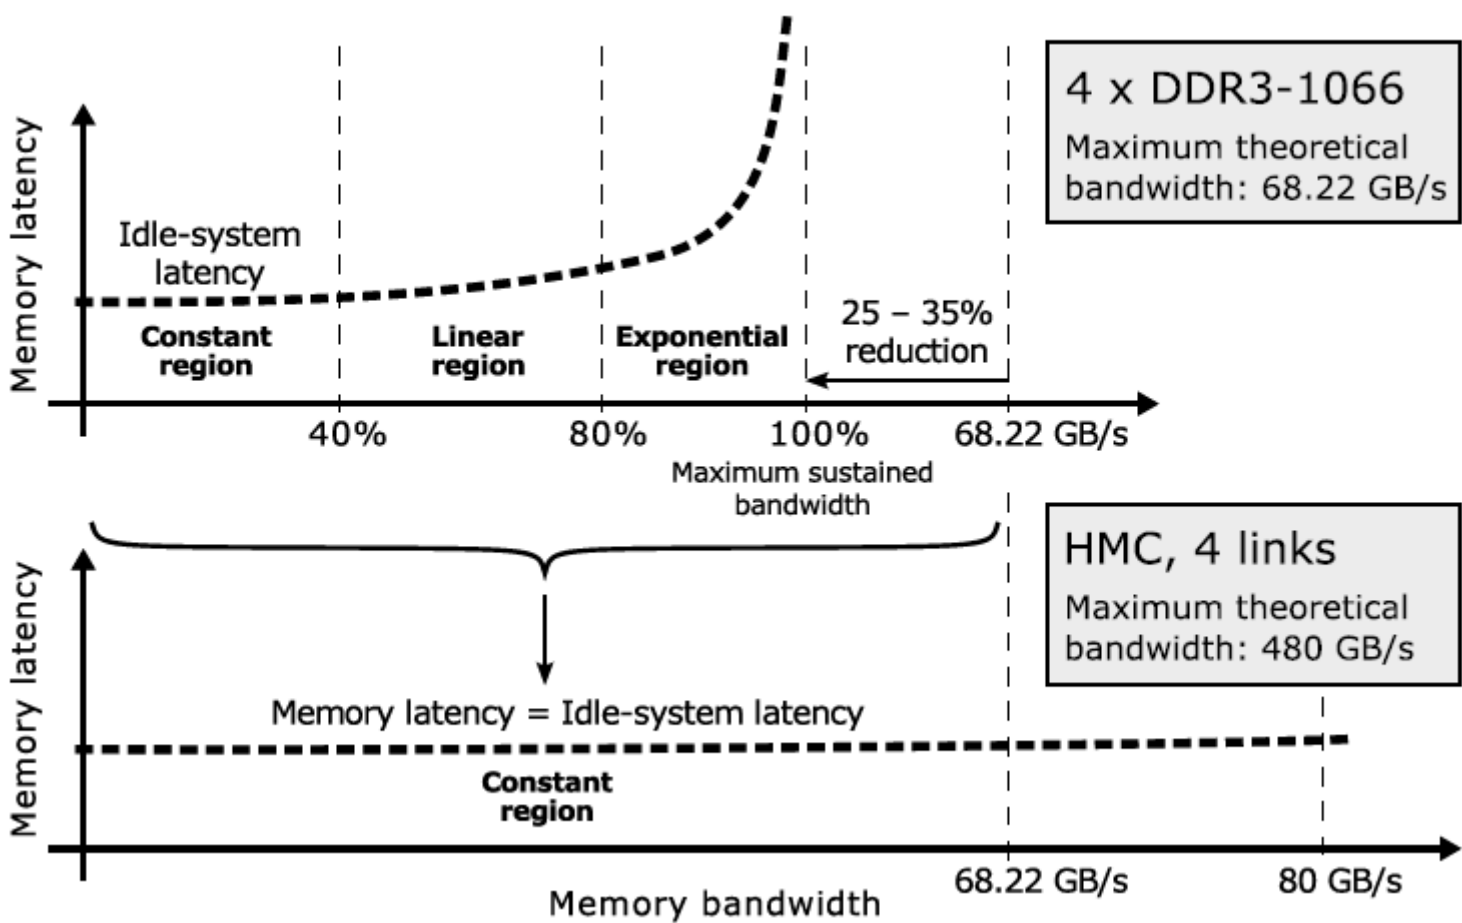 4 x DDR3-1066
Maximum theoretical
bandwidth: 68.22 GB/s
Memory latency
Idle-system
latency
Constant
region
Linear
region
Exponential
region
25 – 35%
reduction
40%
80%
100%
68.22 GB/s
Maximum sustained
bandwidth
HMC, 4 links
Maximum theoretical
bandwidth: 480 GB/s
Memory latency
Memory latency = Idle-system latency
Constant
region
68.22 GB/s
80 GB/s
Memory bandwidth